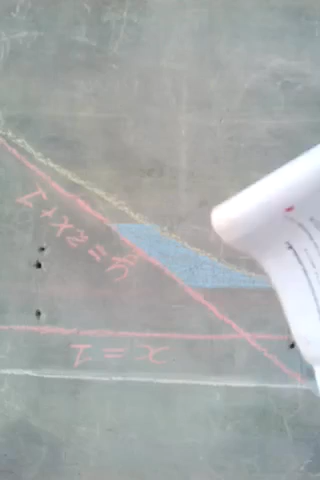 x = 1
y = 2x + 1